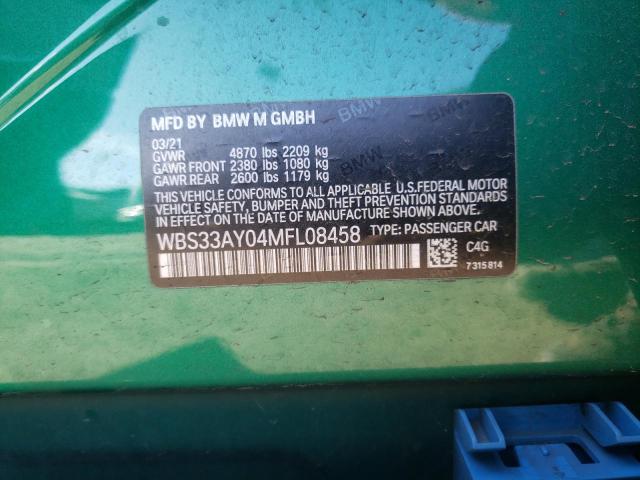 MFD BY BMW M GMBH
03/21
GVWR 4870 lbs 2209 kg
GAWR FRONT 2380 lbs 1080 kg
GAWR REAR 2600 lbs 1179 kg
THIS VEHICLE CONFORMS TO ALL APPLICABLE U.S.FEDERAL MOTOR
VEHICLE SAFETY, BUMPER AND THEFT PREVENTION STANDARDS
IN EFFECT ON THE DATE OF MANUFACTURE SHOWN ABOVE.
WBS33AY04MFL08458 TYPE: PASSENGER CAR
C4G
7315814